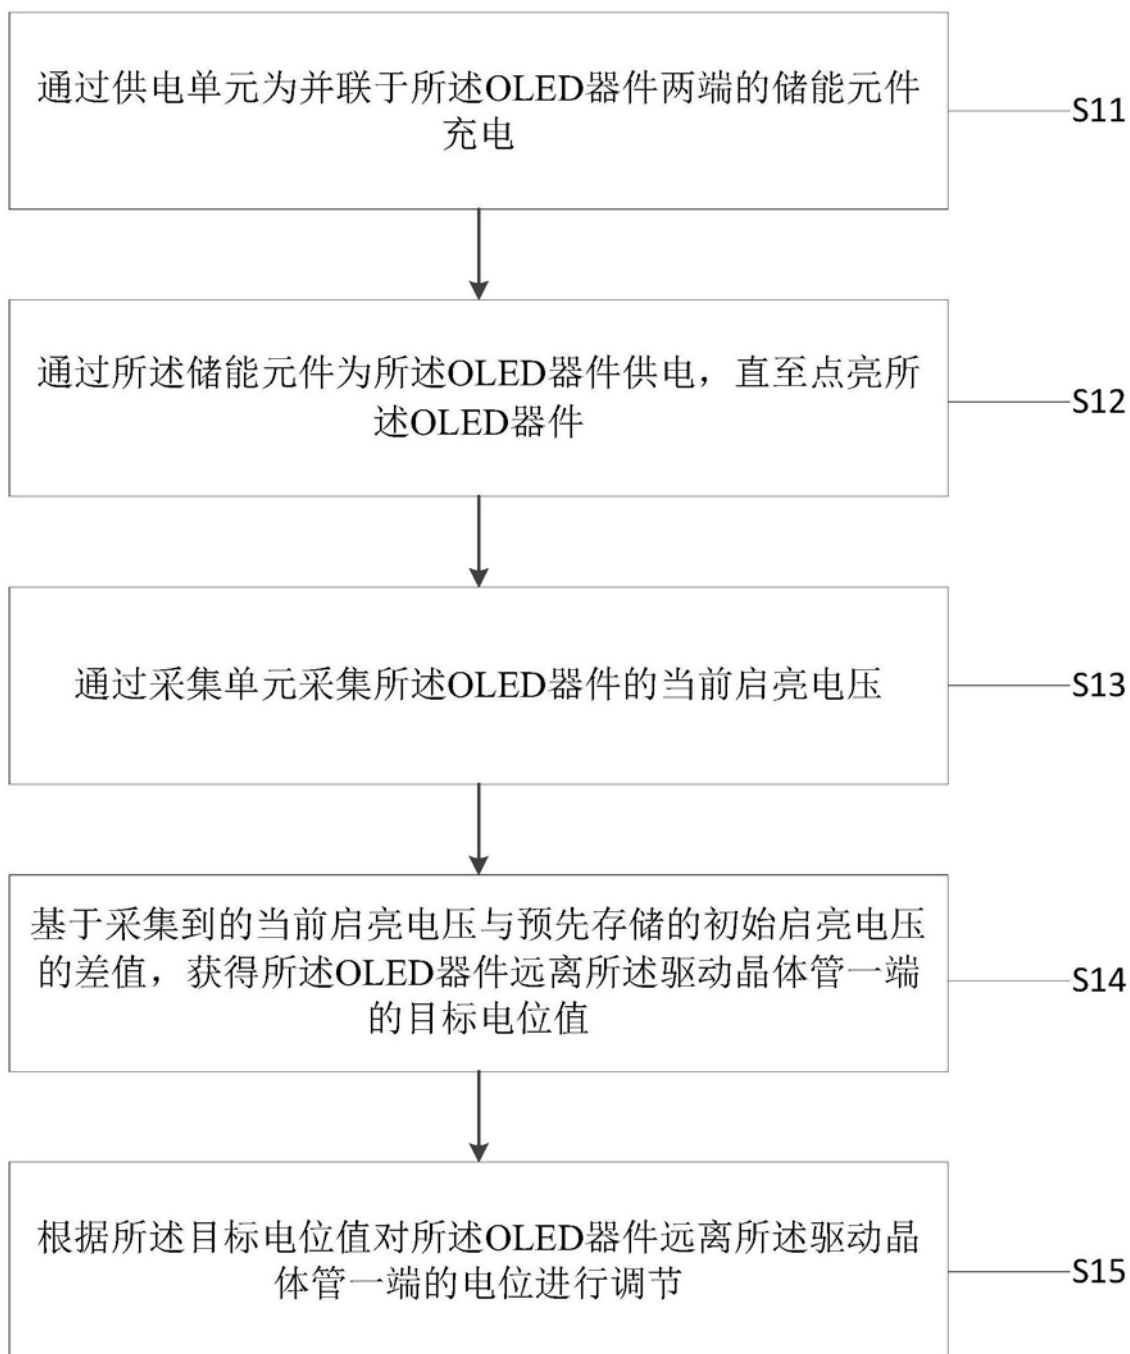 通过供电单元为并联于所述OLED器件两端的储能元件
充电
S11
通过所述储能元件为所述OLED器件供电，直至点亮所
述OLED器件
S12
通过采集单元采集所述OLED器件的当前启亮电压
S13
基于采集到的当前启亮电压与预先存储的初始启亮电压
的差值，获得所述OLED器件远离所述驱动晶体管一端
的目标电位值
S14
根据所述目标电位值对所述OLED器件远离所述驱动晶
体管一端的电位进行调节
S15